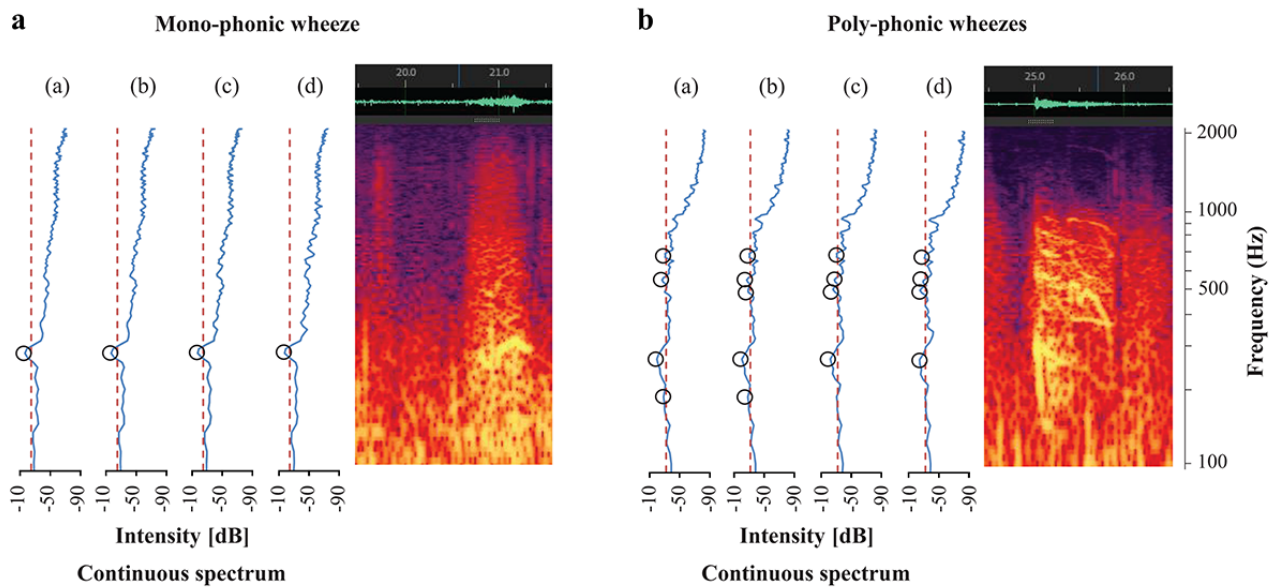 a
Mono-phonic wheeze
(a) (b) (c) (d)
20.0 21.0
-10 -50 -90 -10 -50 -90 -10 -50 -90 -10 -50 -90
Intensity [dB]
Continuous spectrum
b
Poly-phonic wheezes
(a) (b) (c) (d)
25.0 26.0
2000
1000
500
100
Frequency (Hz)
-10 -50 -90 -10 -50 -90 -10 -50 -90 -10 -50 -90
Intensity [dB]
Continuous spectrum